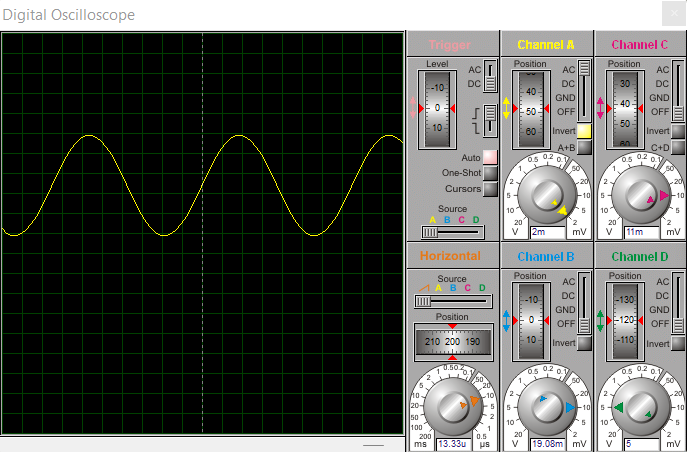 Digital Oscilloscope
Trigger
Level
AC
DC
-10
0
10
Auto
One-Shot
Cursors
Source
A B C D
Channel A
Position
AC
DC
GND
OFF
40
50
60
Invert
A+B
V 2m mV
Channel C
Position
AC
DC
GND
OFF
30
40
50
60
Invert
C+D
V 11m mV
Horizontal
Source
A B C D
Position
210 200 190
ms 13.33u µs
Channel B
Position
AC
DC
GND
OFF
-10
0
10
Invert
V 19.08m mV
Channel D
Position
AC
DC
GND
OFF
-130
-120
-110
Invert
V 5 mV